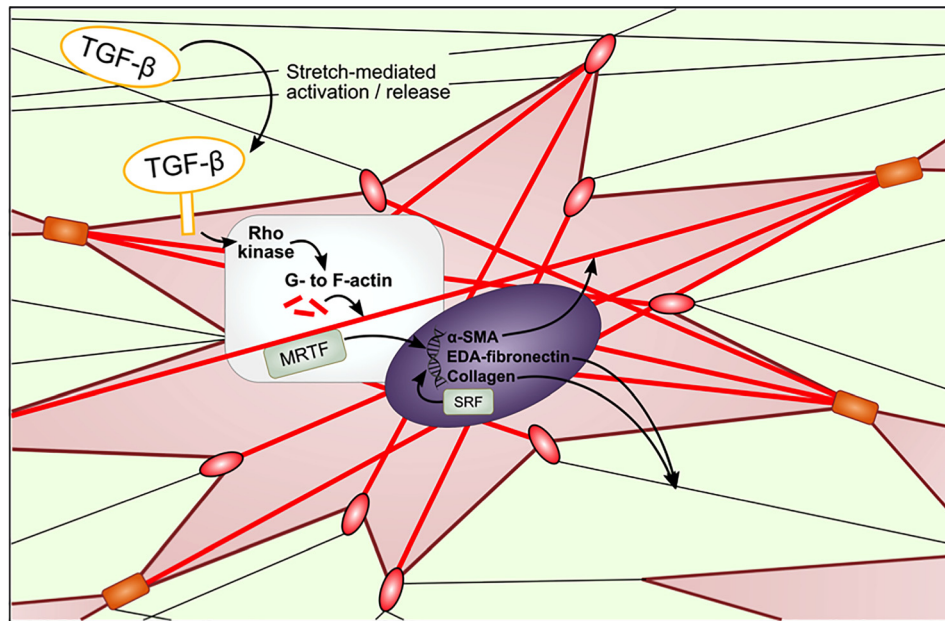 TGF-β
Stretch-mediated
activation / release
TGF-β
Rho
kinase
G- to F-actin
MRTF
α-SMA
EDA-fibronectin
Collagen
SRF